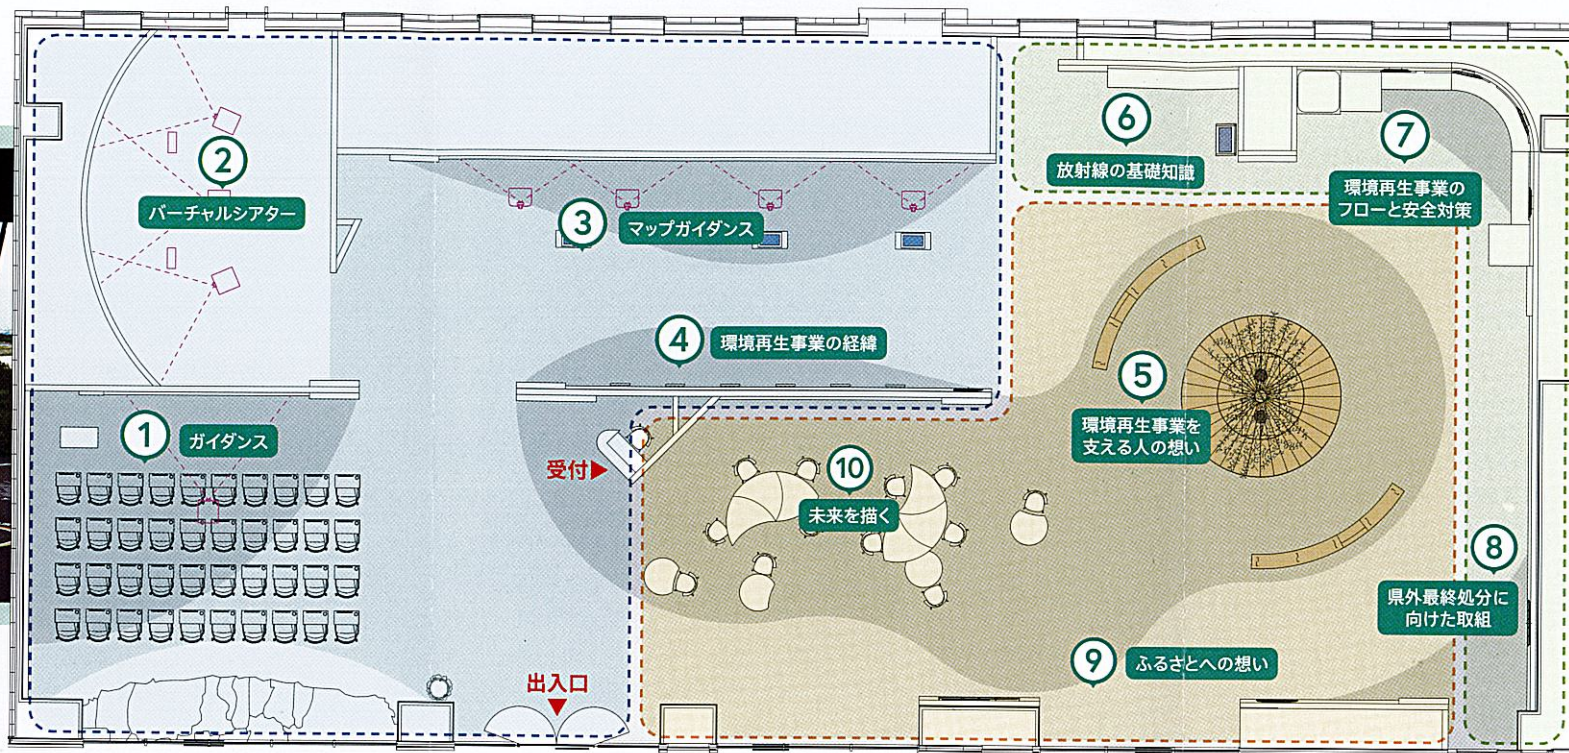 1
ガイダンス
2
バーチャルシアター
3
マップガイダンス
4
環境再生事業の経緯
5
環境再生事業を
支える人の想い
6
放射線の基礎知識
7
環境再生事業の
フローと安全対策
8
県外最終処分に
向けた取組
9
ふるさとへの想い
10
未来を描く
受付
出入口